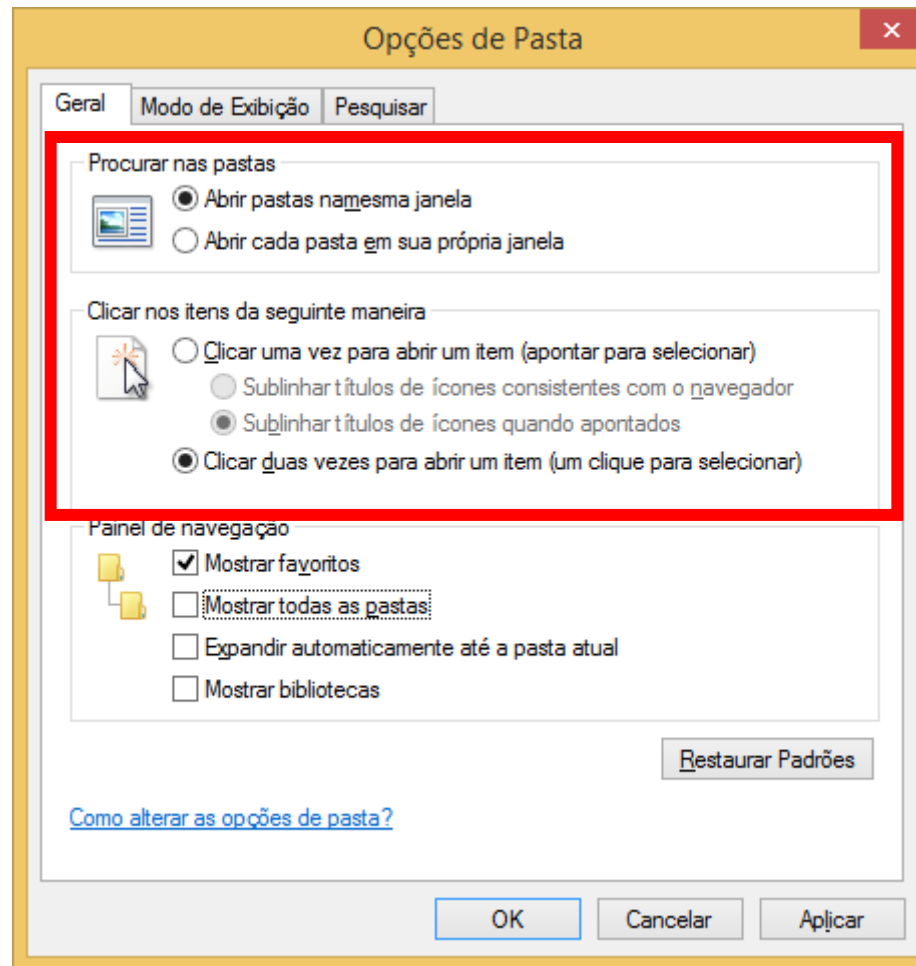 Opções de Pasta
Geral
Modo de Exibição
Pesquisar
Procurar nas pastas
Abrir pastas namesma janela
Abrir cada pasta em sua própria janela
Clicar nos itens da seguinte maneira
Clicar uma vez para abrir um item (apontar para selecionar)
Sublinhar títulos de ícones consistentes com o navegador
Sublinhar títulos de ícones quando apontados
Clicar duas vezes para abrir um item (um clique para selecionar)
Painel de navegação
Mostrar favoritos
Mostrar todas as pastas
Expandir automaticamente até a pasta atual
Mostrar bibliotecas
Restaurar Padrões
Como alterar as opções de pasta?
OK
Cancelar
Aplicar